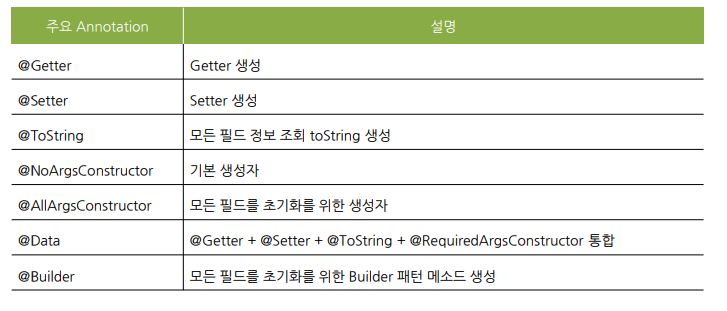 주요 Annotation 설명
@Getter Getter 생성
@Setter Setter 생성
@ToString 모든 필드 정보 조회 toString 생성
@NoArgsConstructor 기본 생성자
@AllArgsConstructor 모든 필드를 초기화를 위한 생성자
@Data @Getter + @Setter + @ToString + @RequiredArgsConstructor 통합
@Builder 모든 필드를 초기화를 위한 Builder 패턴 메소드 생성